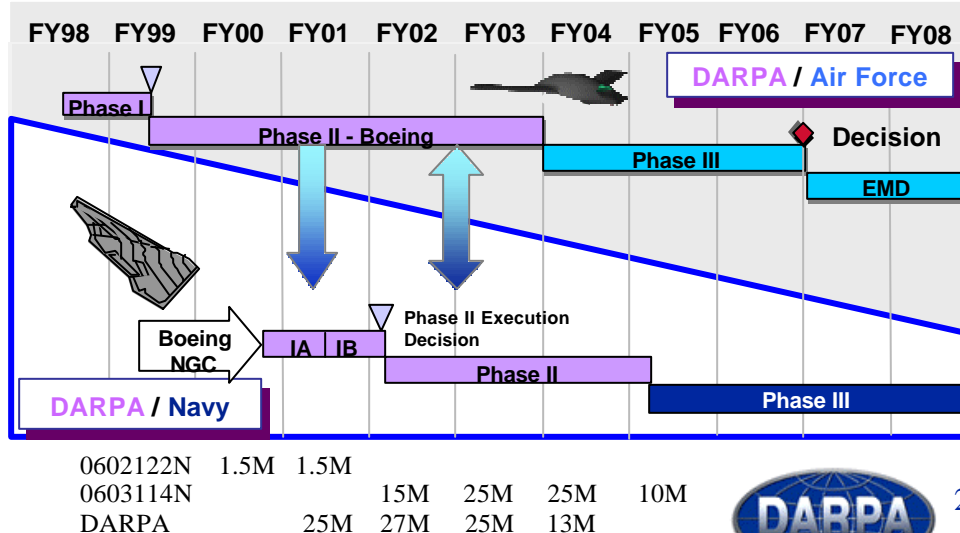 FY98 FY99 FY00 FY01 FY02 FY03 FY04 FY05 FY06 FY07 FY08
DARPA / Air Force
Phase I
Phase II - Boeing
Decision
Phase III
EMD
Phase II Execution
Decision
Boeing
NGC
IA IB
Phase II
DARPA / Navy
Phase III
0602122N 1.5M 1.5M
0603114N 15M 25M 25M 10M
DARPA 25M 27M 25M 13M
DARPA
2